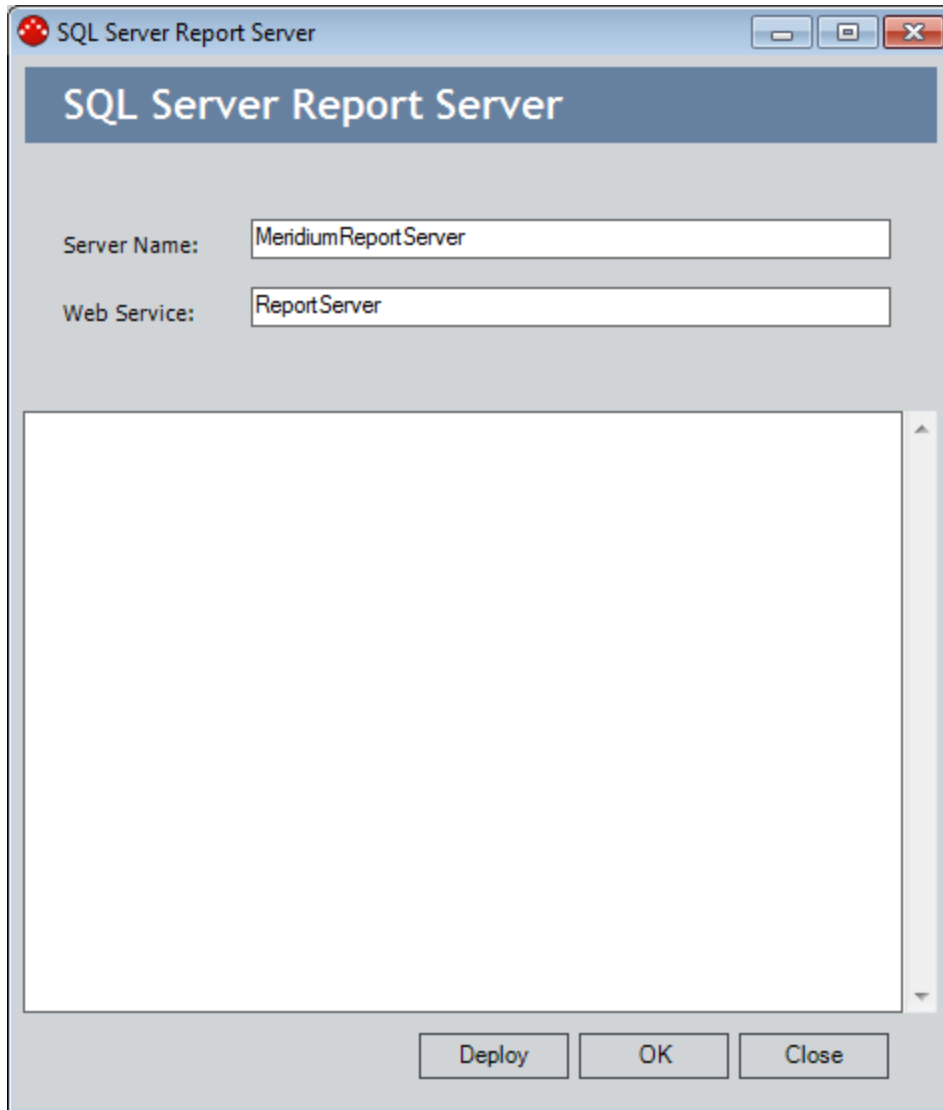 SQL Server Report Server
SQL Server Report Server
Server Name: MeridiumReportServer
Web Service: ReportServer
Deploy OK Close